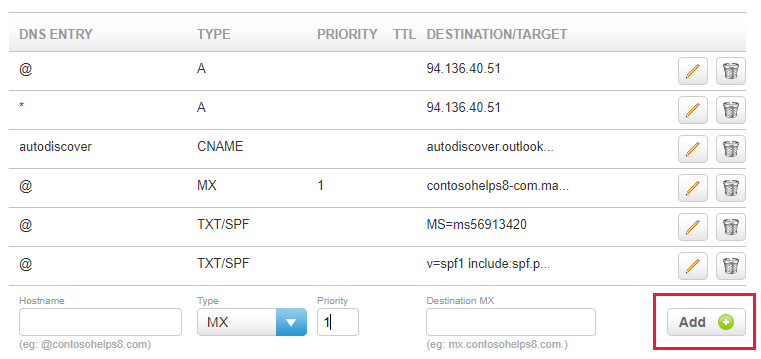 DNS ENTRY TYPE PRIORITY TTL DESTINATION/TARGET
@ A 94.136.40.51
* A 94.136.40.51
autodiscover CNAME autodiscover.outlook...
@ MX 1 contosohelps8-com.ma...
@ TXT/SPF MS=ms56913420
@ TXT/SPF v=spf1 include:spf.p...
Hostname Type Priority Destination MX
MX 1 Add
(eg: @contosohelps8.com) (eg: mx.contosohelps8.com.)